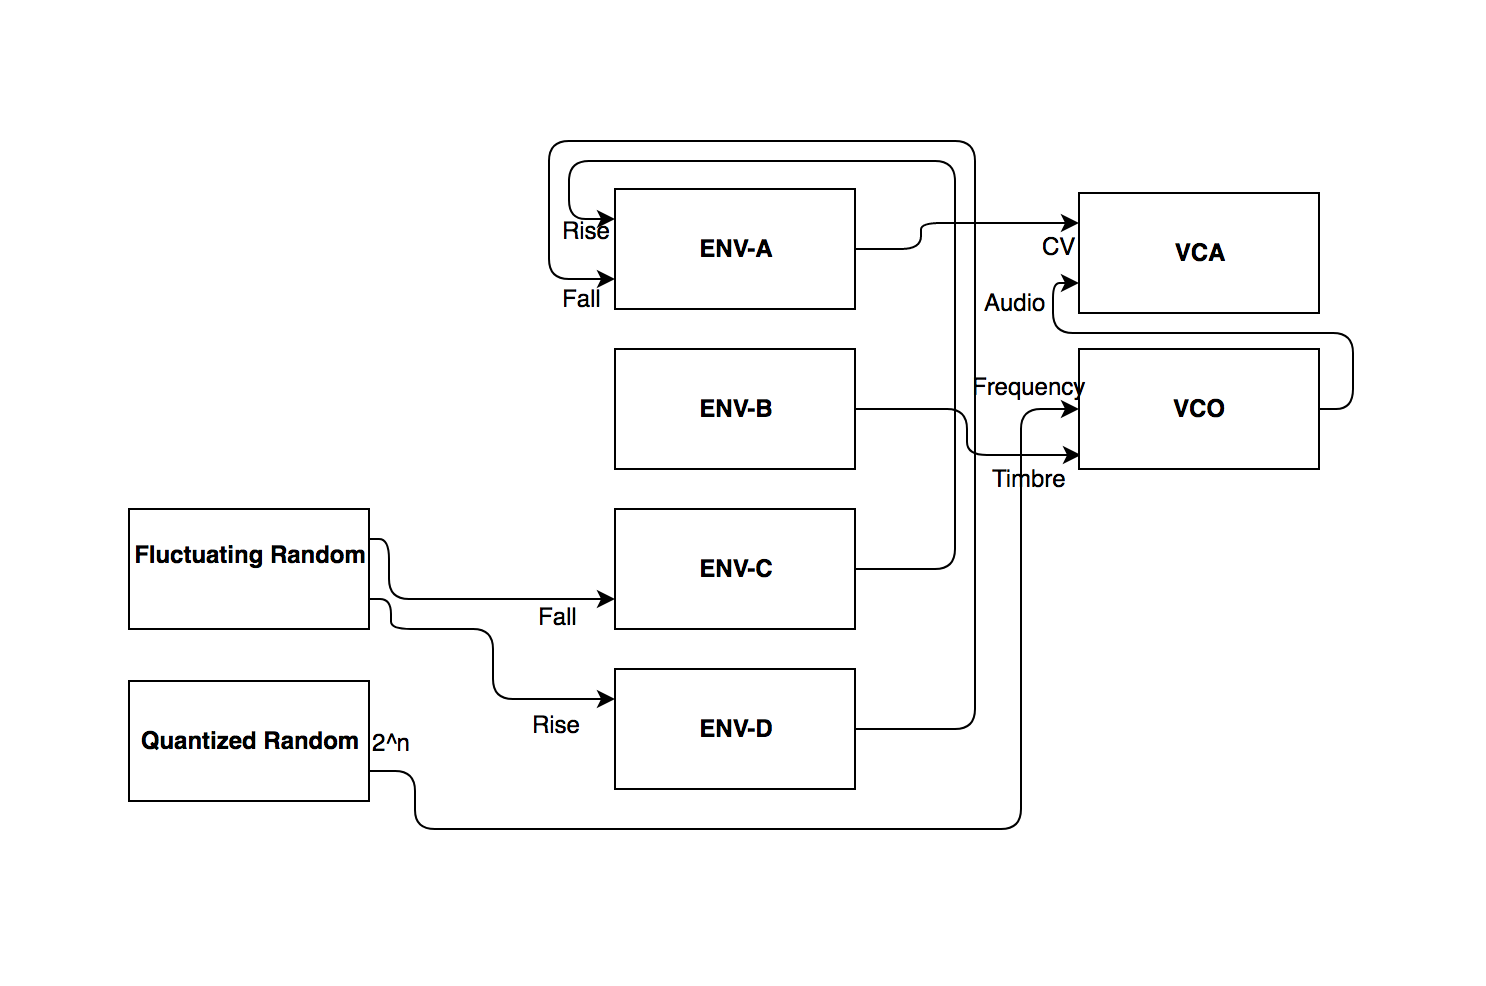 Rise
ENV-A
Fall
CV
VCA
Audio
ENV-B
Frequency
VCO
Timbre
Fluctuating Random
ENV-C
Fall
Quantized Random
2^n
Rise
ENV-D